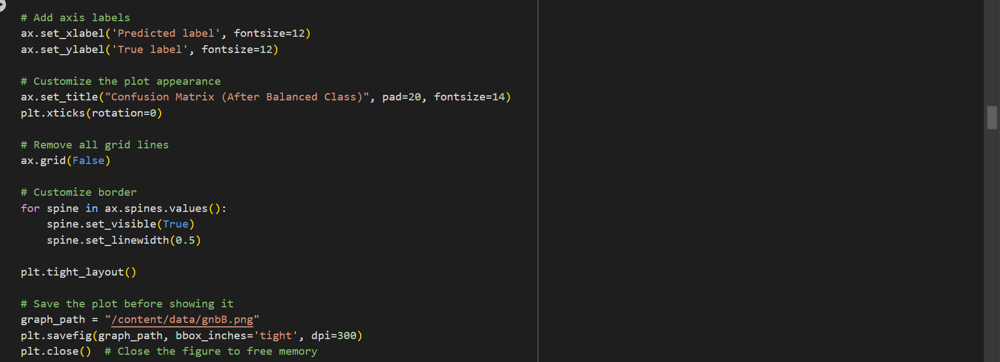 # Add axis labels
ax.set_xlabel('Predicted label', fontsize=12)
ax.set_ylabel('True label', fontsize=12)
# Customize the plot appearance
ax.set_title("Confusion Matrix (After Balanced Class)", pad=20, fontsize=14)
plt.xticks(rotation=0)
# Remove all grid lines
ax.grid(False)
# Customize border
for spine in ax.spines.values():
    spine.set_visible(True)
    spine.set_linewidth(0.5)
plt.tight_layout()
# Save the plot before showing it
graph_path = "/content/data/gnbB.png"
plt.savefig(graph_path, bbox_inches='tight', dpi=300)
plt.close()  # Close the figure to free memory